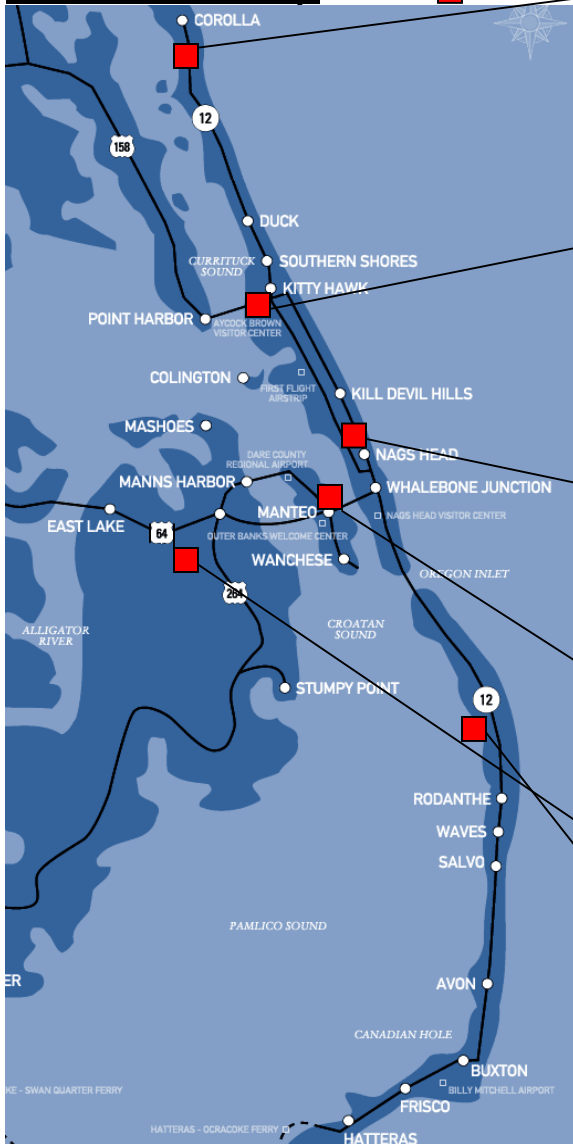 COROLLA
12
158
DUCK
CURRITUCK
SOUND
SOUTHERN SHORES
KITTY HAWK
POINT HARBOR
AYCOCK BROWN
VISITOR CENTER
COLINGTON
FIRST FLIGHT
AIRSTRIP
KILL DEVIL HILLS
MASHOES
DARE COUNTY
REGIONAL AIRPORT
NAGS HEAD
MANNS HARBOR
WHALEBONE JUNCTION
MANTEO
NAGS HEAD VISITOR CENTER
EAST LAKE
64
OUTER BANKS WELCOME CENTER
WANCHESE
OREGON INLET
264
ALLIGATOR
RIVER
CROATAN
SOUND
STUMPY POINT
12
RODANTHE
WAVES
SALVO
PAMLICO SOUND
ER
AVON
CANADIAN HOLE
BUXTON
KE - SWAN QUARTER FERRY
BILLY MITCHELL AIRPORT
FRISCO
HATTERAS - OCRACOKE FERRY
HATTERAS